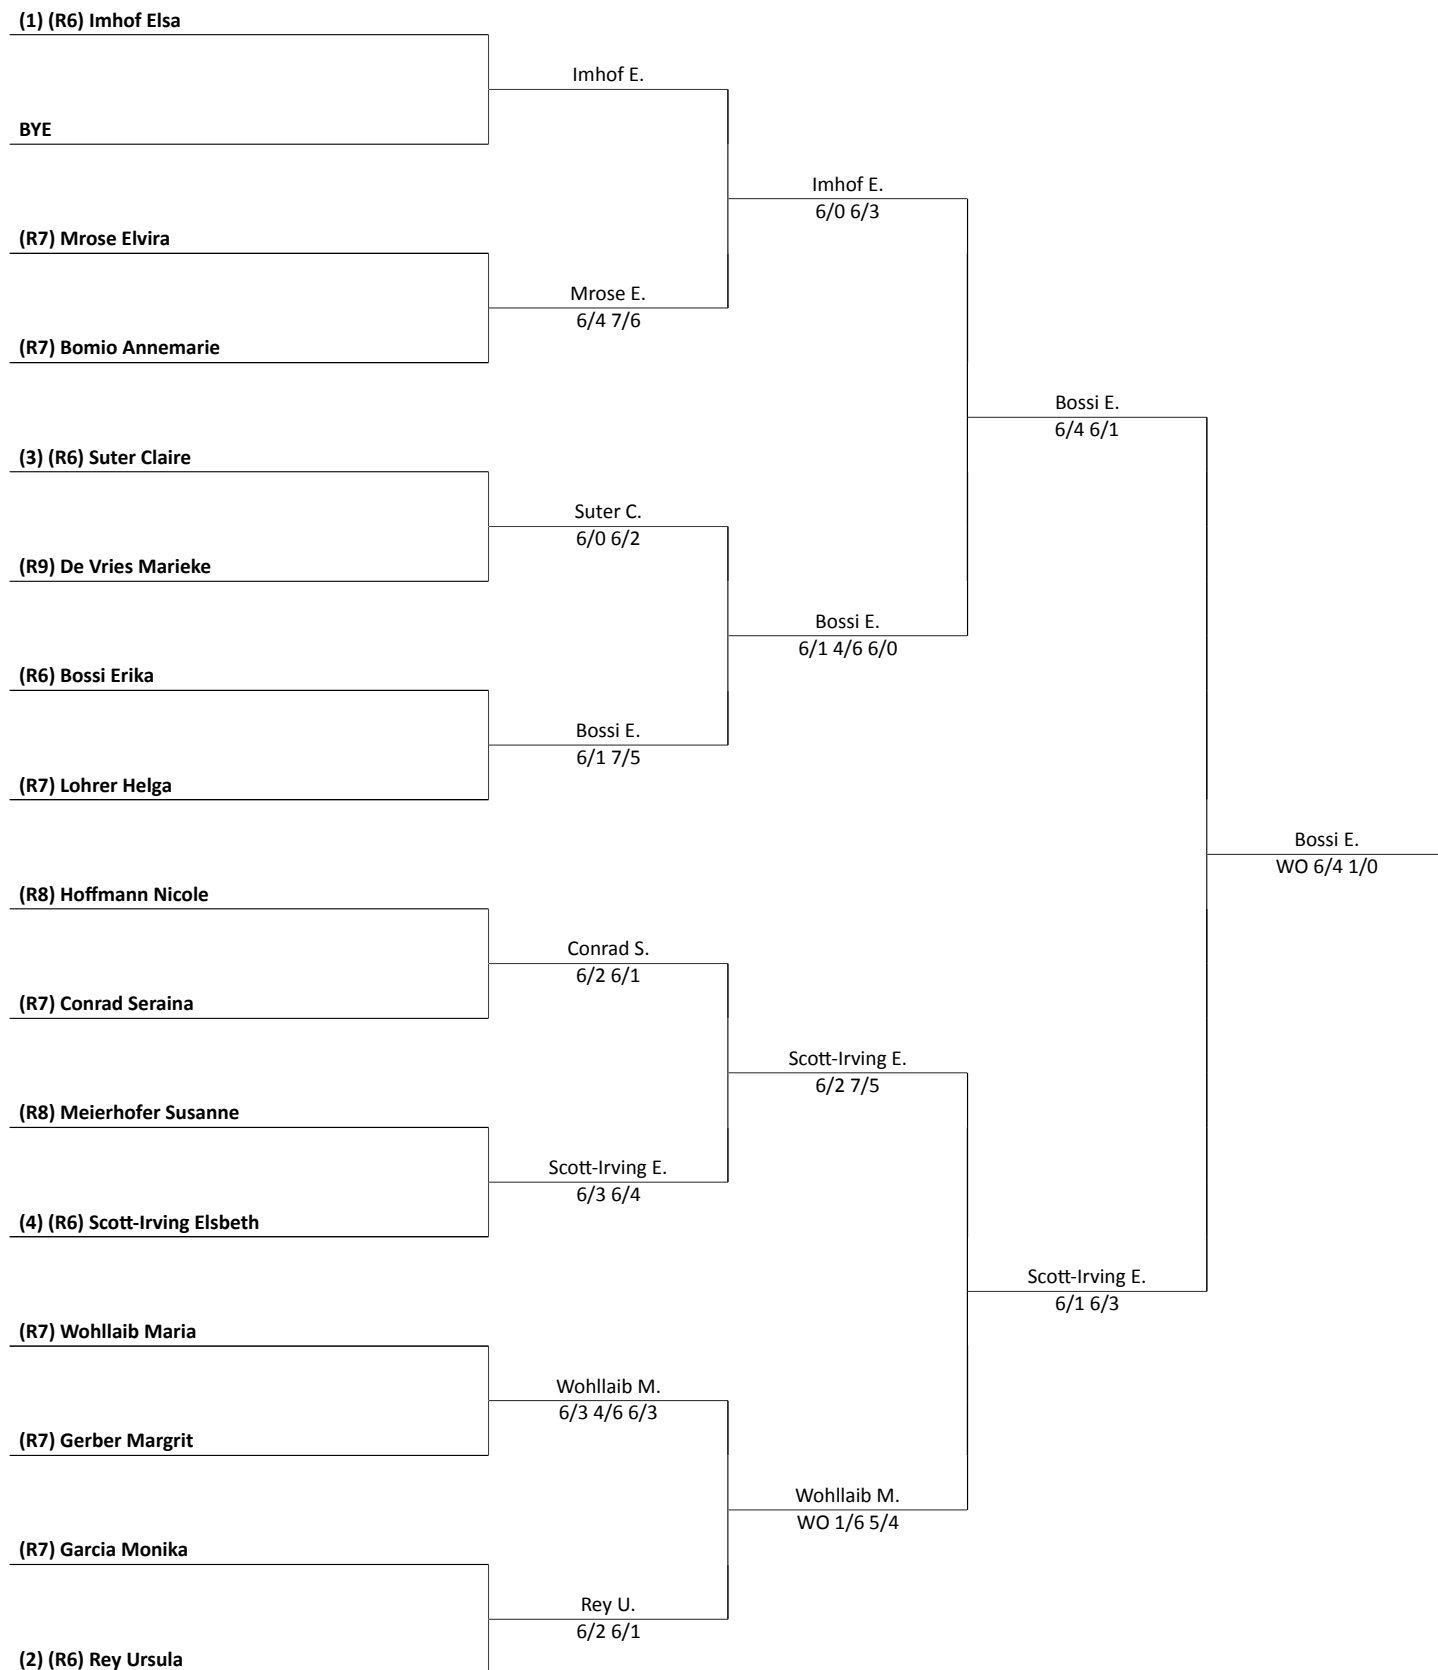 (1) (R6) Imhof Elsa
Imhof E.
BYE
Imhof E.
6/0 6/3
(R7) Mrose Elvira
Mrose E.
6/4 7/6
(R7) Bomio Annemarie
Bossi E.
6/4 6/1
(3) (R6) Suter Claire
Suter C.
6/0 6/2
(R9) De Vries Marieke
Bossi E.
6/1 4/6 6/0
(R6) Bossi Erika
Bossi E.
6/1 7/5
(R7) Lohrer Helga
Bossi E.
WO 6/4 1/0
(R8) Hoffmann Nicole
Conrad S.
6/2 6/1
(R7) Conrad Seraina
Scott-Irving E.
6/2 7/5
(R8) Meierhofer Susanne
Scott-Irving E.
6/3 6/4
(4) (R6) Scott-Irving Elsbeth
Scott-Irving E.
6/1 6/3
(R7) Wohllaib Maria
Wohllaib M.
6/3 4/6 6/3
(R7) Gerber Margrit
Wohllaib M.
WO 1/6 5/4
(R7) Garcia Monika
Rey U.
6/2 6/1
(2) (R6) Rey Ursula